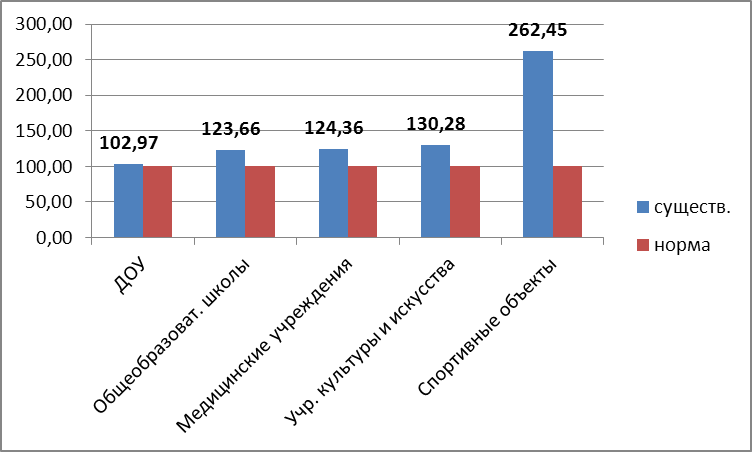 300,00
250,00
200,00
150,00
100,00
50,00
0,00
102,97
123,66
124,36
130,28
262,45
ДОУ
Общеобразоват. школы
Медицинские учреждения
Учр. культуры и искусства
Спортивные объекты
существ.
норма